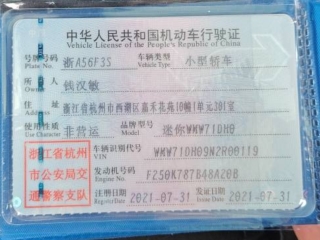 中华人民共和国机动车行驶证
Vehicle License of the People's Republic of China
号牌号码 浙A56F3S 车辆类型 小型轿车
Plate No. Vehicle Type
所有人 钱汉敏
Owner
住址 浙江省杭州市西湖区嘉禾花苑10幢1单元301室
Address
使用性质 非营运 品牌型号 迷你WMW71DH0
Use Character Model
浙江省杭州市公安局交通警察支队
车辆识别代号 WMW71DH09N2R00119
VIN
发动机号码 F250K787B48A20B
Engine No.
注册日期 2021-07-31 发证日期 2021-07-31
Register Date Issue Date